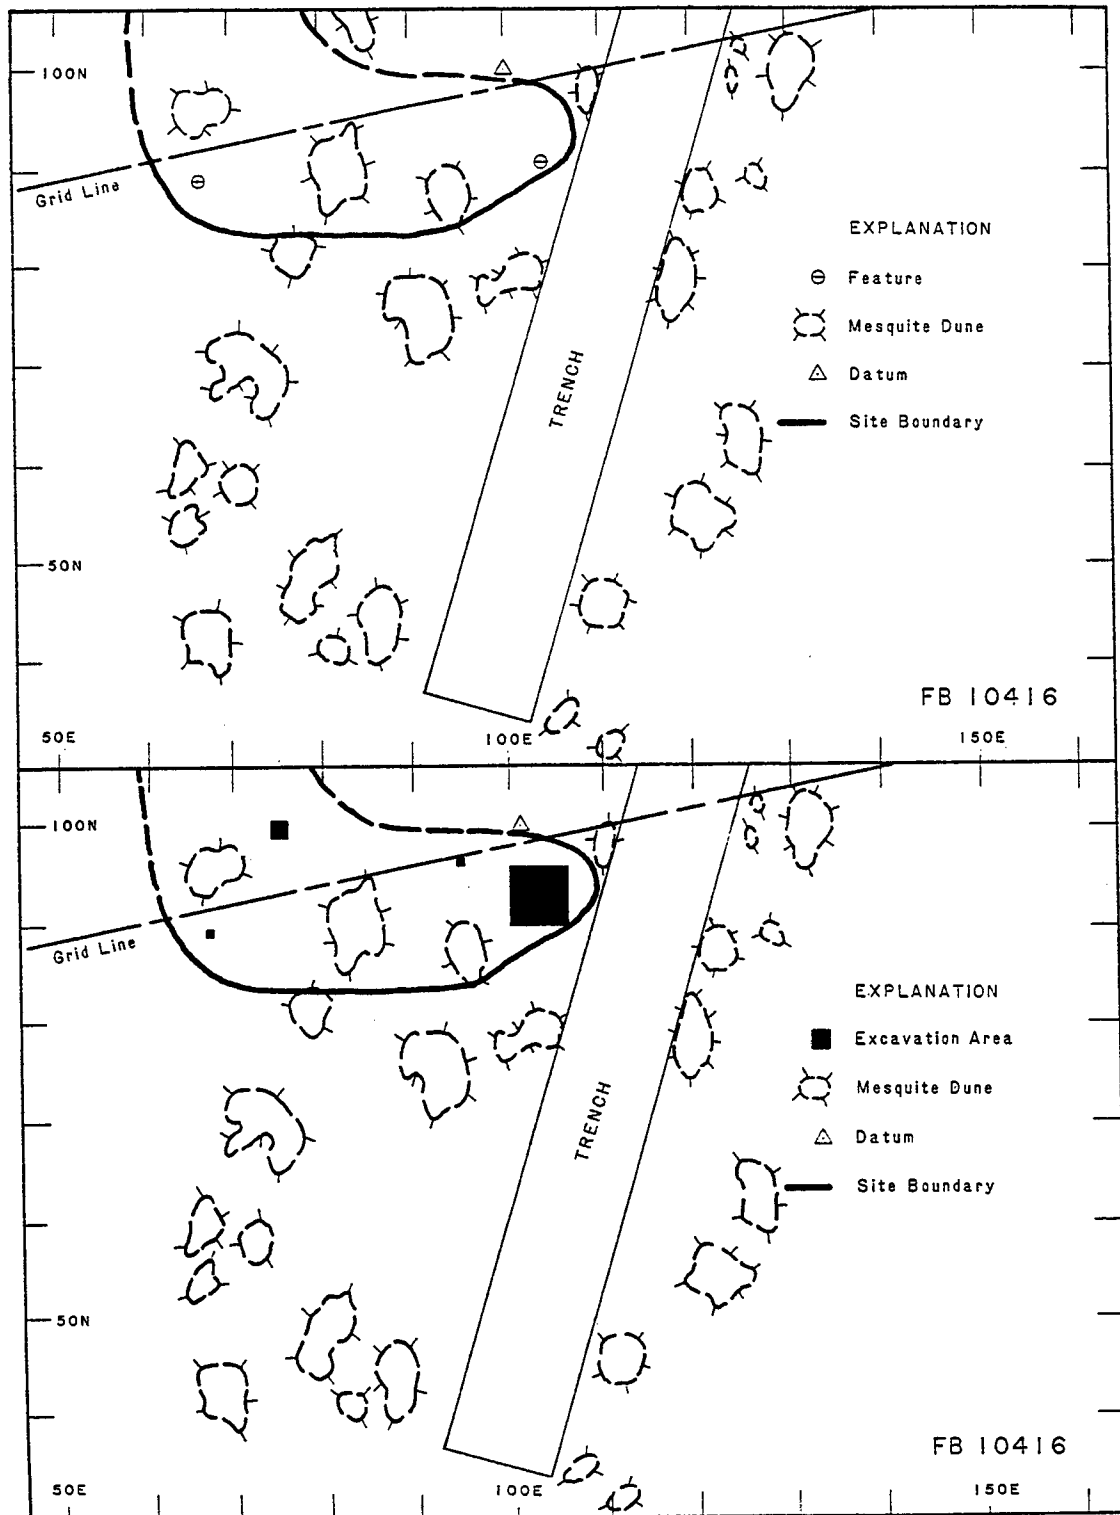 100N
Grid Line
EXPLANATION
Feature
Mesquite Dune
Datum
Site Boundary
TRENCH
50N
FB 10416
50E
100E
150E
100N
Grid Line
EXPLANATION
Excavation Area
Mesquite Dune
Datum
Site Boundary
TRENCH
50N
FB 10416
50E
100E
150E